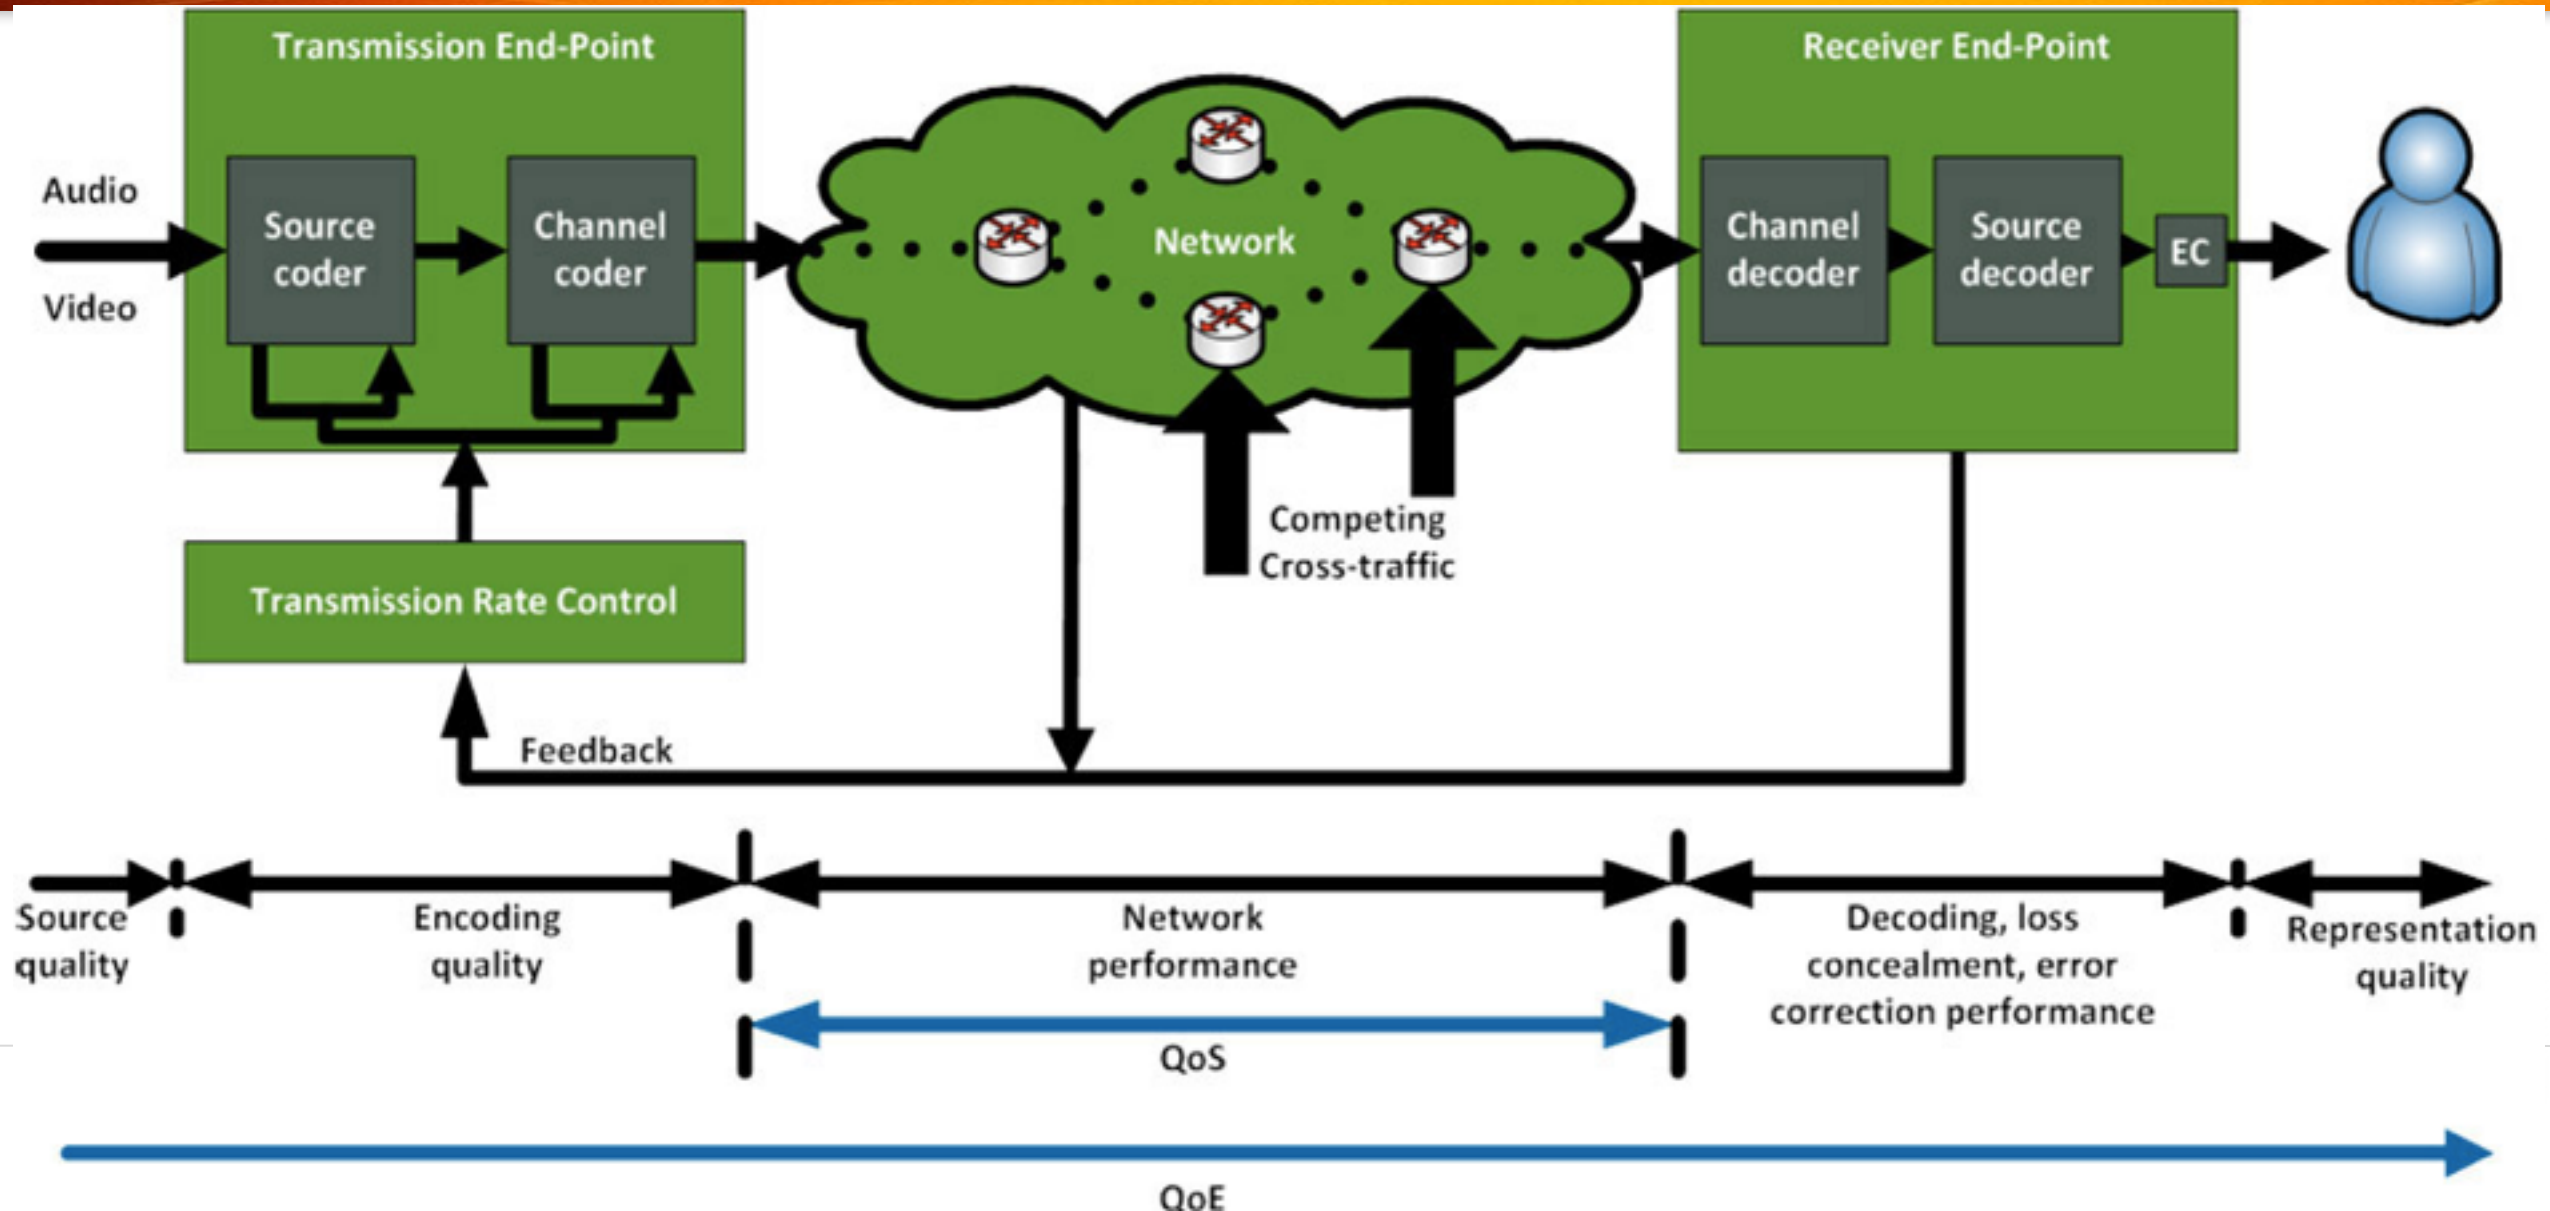 Transmission End-Point
Receiver End-Point
Audio
Video
Source
coder
Channel
coder
Network
Channel
decoder
Source
decoder
EC
Competing
Cross-traffic
Transmission Rate Control
Feedback
Source
quality
Encoding
quality
Network
performance
Decoding, loss
concealment, error
correction performance
Representation
quality
QoS
QoE